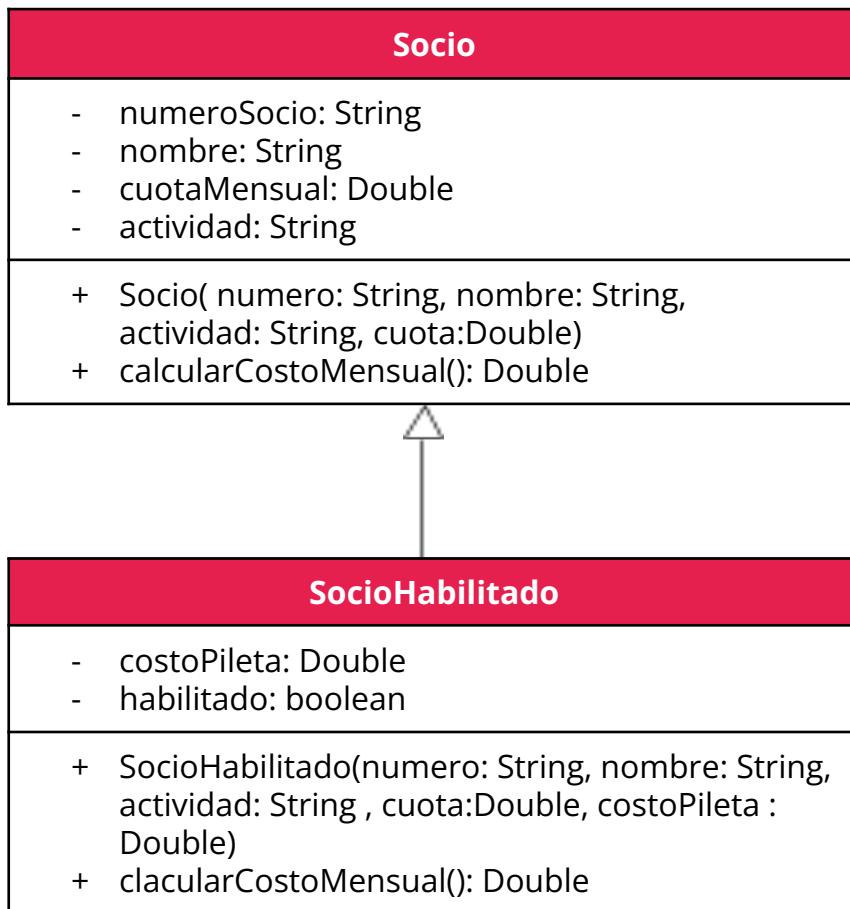 Socio
- numeroSocio: String
- nombre: String
- cuotaMensual: Double
- actividad: String
+ Socio( numero: String, nombre: String,
actividad: String, cuota:Double)
+ calcularCostoMensual(): Double
SocioHabilitado
- costoPileta: Double
- habilitado: boolean
+ SocioHabilitado(numero: String, nombre: String,
actividad: String , cuota:Double, costoPileta :
Double)
+ clacularCostoMensual(): Double